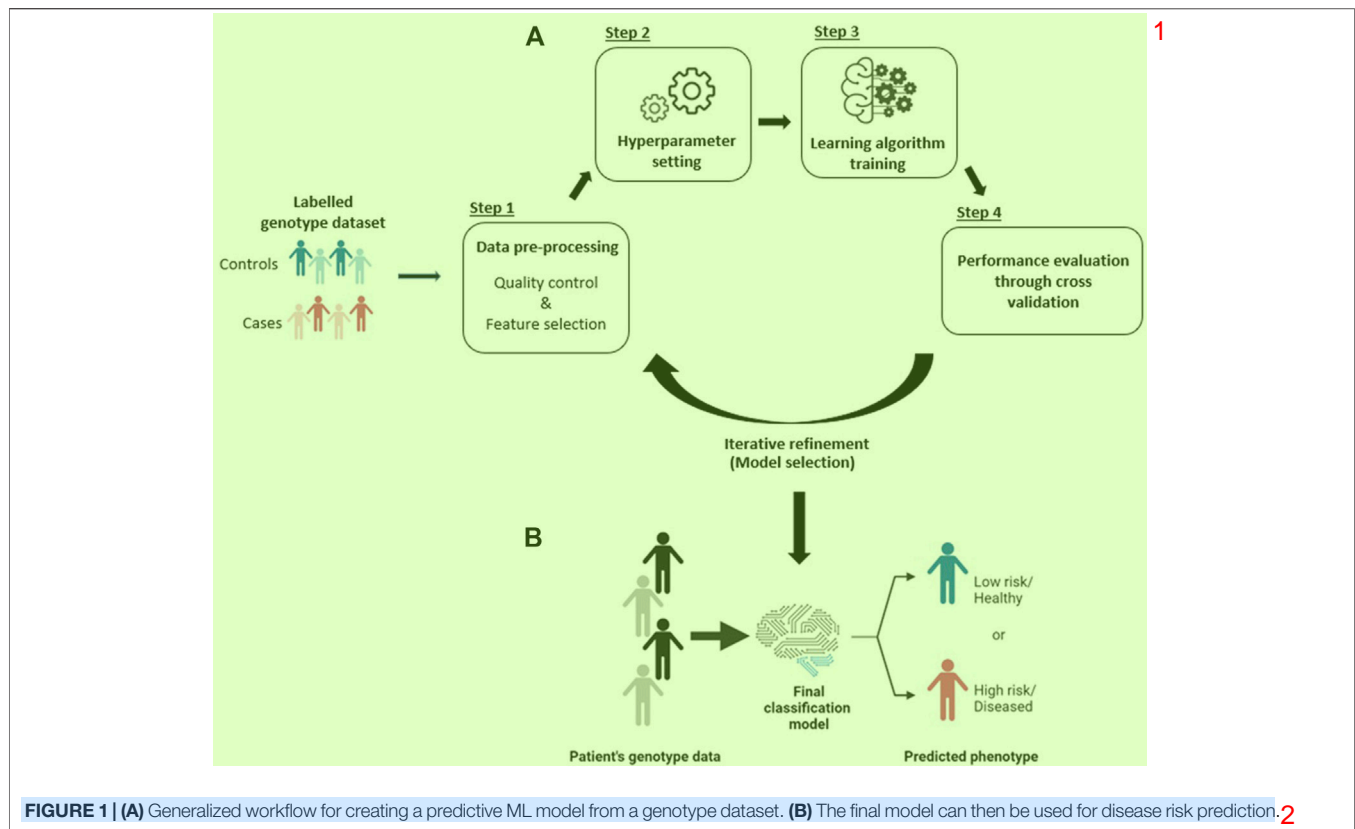 A
1
Step 2
Hyperparameter
setting
Step 3
Learning algorithm
training
Labelled
genotype dataset
Controls
Cases
Step 1
Data pre-processing
Quality control
&
Feature selection
Step 4
Performance evaluation
through cross
validation
Iterative refinement
(Model selection)
B
Patient's genotype data
Final
classification
model
Low risk/
Healthy
or
High risk/
Diseased
Predicted phenotype
FIGURE 1 | (A) Generalized workflow for creating a predictive ML model from a genotype dataset. (B) The final model can then be used for disease risk prediction.
2